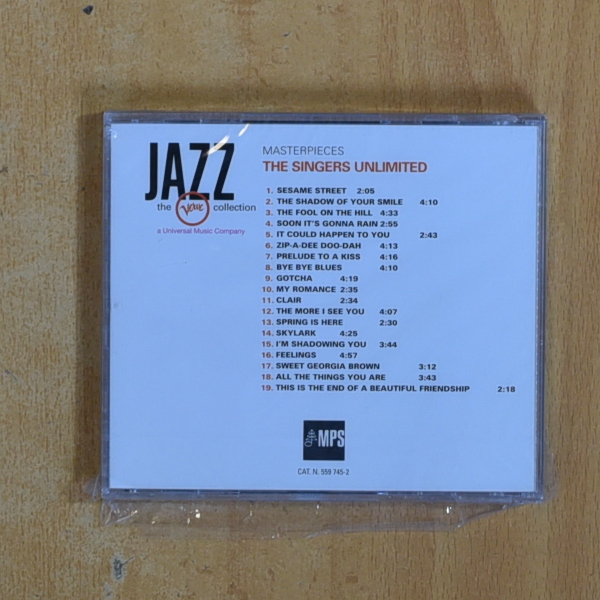 JAZZ
the Verve collection
a Universal Music Company
MASTERPIECES
THE SINGERS UNLIMITED
1. SESAME STREET 2:05
2. THE SHADOW OF YOUR SMILE 4:10
3. THE FOOL ON THE HILL 4:33
4. SOON IT'S GONNA RAIN 2:55
5. IT COULD HAPPEN TO YOU 2:43
6. ZIP-A-DEE DOO-DAH 4:13
7. PRELUDE TO A KISS 4:16
8. BYE BYE BLUES 4:10
9. GOTCHA 4:19
10. MY ROMANCE 2:35
11. CLAIR 2:34
12. THE MORE I SEE YOU 4:07
13. SPRING IS HERE 2:30
14. SKYLARK 4:25
15. I'M SHADOWING YOU 3:44
16. FEELINGS 4:57
17. SWEET GEORGIA BROWN 3:12
18. ALL THE THINGS YOU ARE 3:43
19. THIS IS THE END OF A BEAUTIFUL FRIENDSHIP 2:18
MPS
CAT. N. 559 745-2